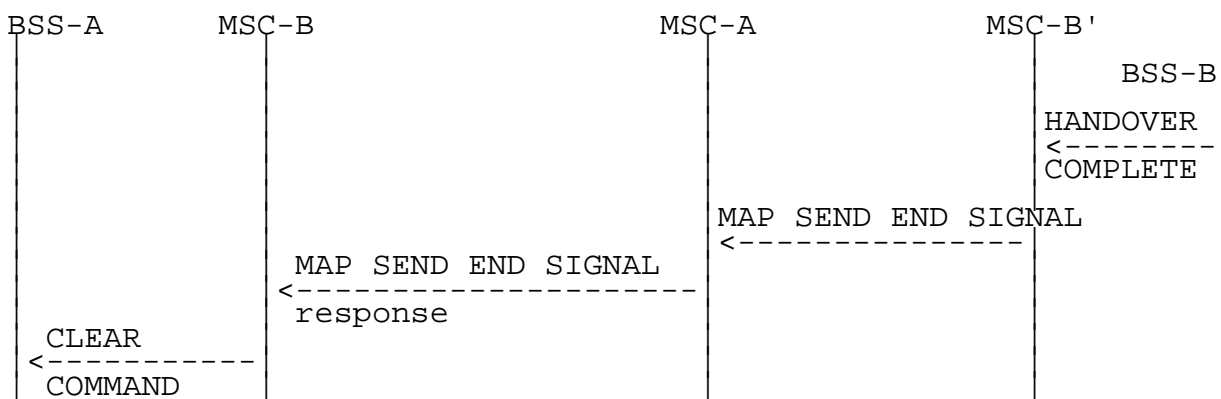 BSS-A MSC-B MSC-A MSC-B'
BSS-B
HANDOVER
COMPLETE
MAP SEND END SIGNAL
MAP SEND END SIGNAL
response
CLEAR
COMMAND